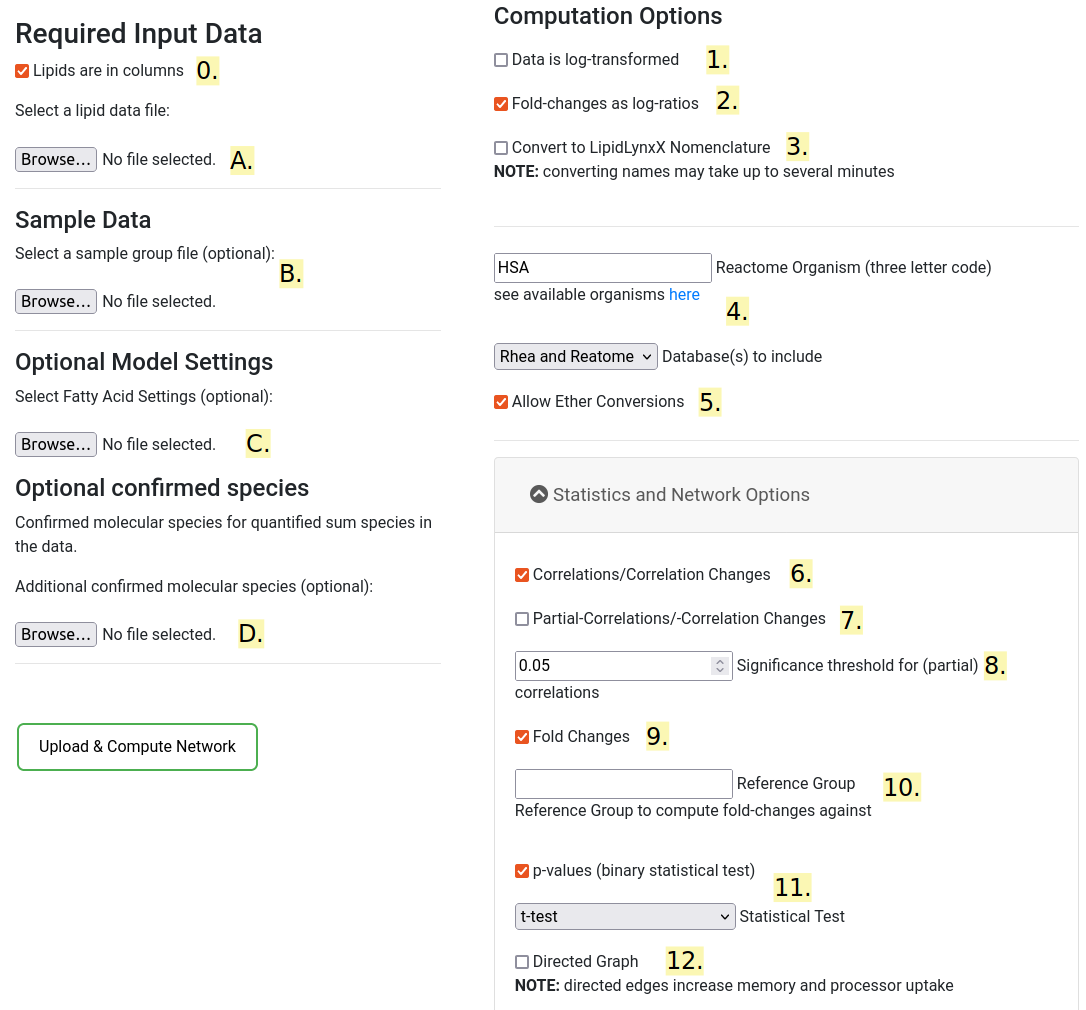 Required Input Data
Lipids are in columns 0.
Select a lipid data file:
Browse... No file selected. A.
Sample Data
Select a sample group file (optional):
B.
Browse... No file selected.
Optional Model Settings
Select Fatty Acid Settings (optional):
Browse... No file selected. C.
Optional confirmed species
Confirmed molecular species for quantified sum species in
the data.
Additional confirmed molecular species (optional):
Browse... No file selected. D.
Upload & Compute Network
Computation Options
Data is log-transformed 1.
Fold-changes as log-ratios 2.
Convert to LipidLynxX Nomenclature 3.
NOTE: converting names may take up to several minutes
HSA Reactome Organism (three letter code)
see available organisms here
4.
Rhea and Reatome Database(s) to include
Allow Ether Conversions 5.
Statistics and Network Options
Correlations/Correlation Changes 6.
Partial-Correlations/-Correlation Changes 7.
0.05 Significance threshold for (partial) 8.
correlations
Fold Changes 9.
Reference Group 10.
Reference Group to compute fold-changes against
p-values (binary statistical test)
11.
t-test Statistical Test
Directed Graph 12.
NOTE: directed edges increase memory and processor uptake